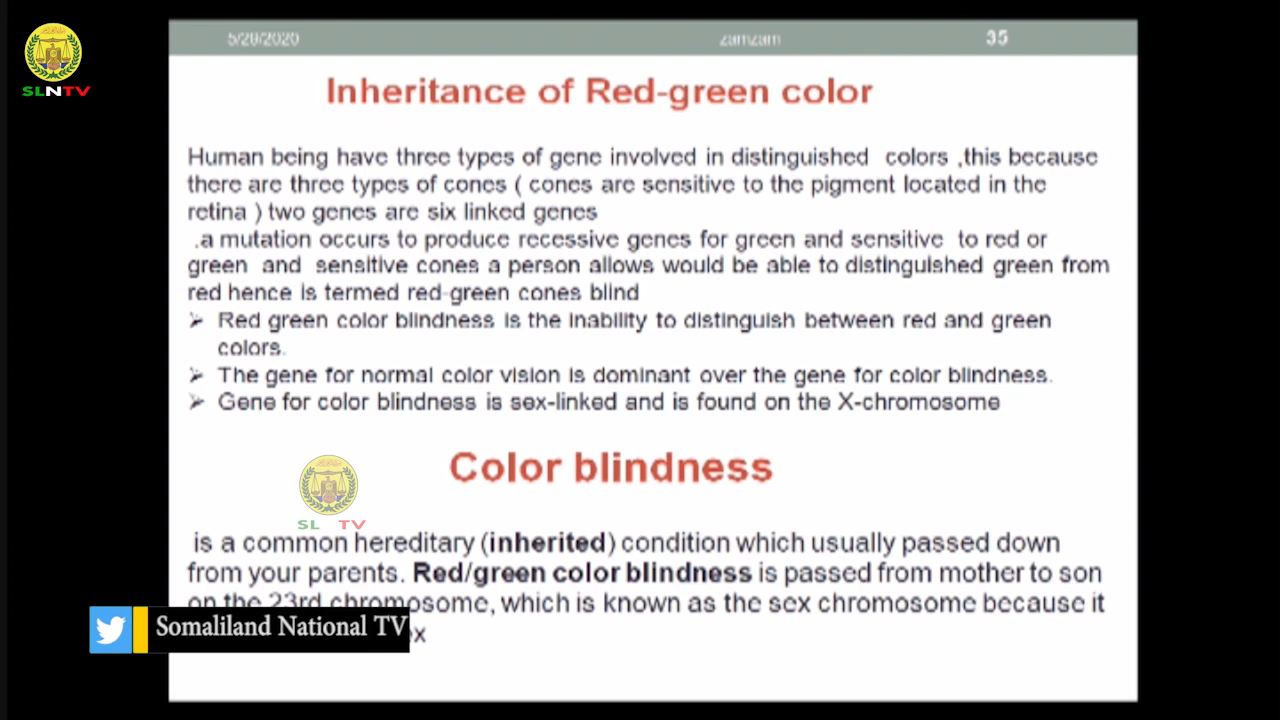 SLNTV
5/28/2020 zamzam 35
Inheritance of Red-green color
Human being have three types of gene involved in distinguished colors ,this because
there are three types of cones ( cones are sensitive to the pigment located in the
retina ) two genes are six linked genes
.a mutation occurs to produce recessive genes for green and sensitive to red or
green and sensitive cones a person allows would be able to distinguished green from
red hence is termed red-green cones blind
➢ Red green color blindness is the inability to distinguish between red and green
colors.
➢ The gene for normal color vision is dominant over the gene for color blindness.
➢ Gene for color blindness is sex-linked and is found on the X-chromosome
Color blindness
SL TV
is a common hereditary (inherited) condition which usually passed down
from your parents. Red/green color blindness is passed from mother to son
on the 23rd chromosome, which is known as the sex chromosome because it
Somaliland National TV